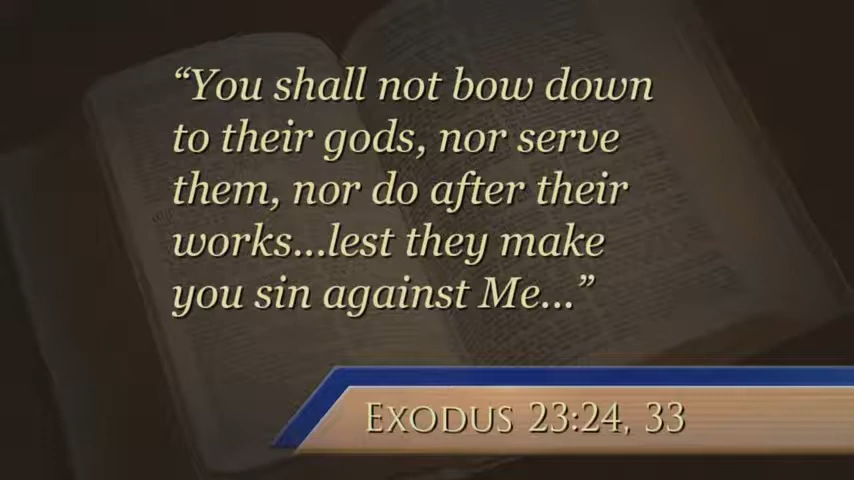 “You shall not bow down
to their gods, nor serve
them, nor do after their
works...lest they make
you sin against Me...”
EXODUS 23:24, 33